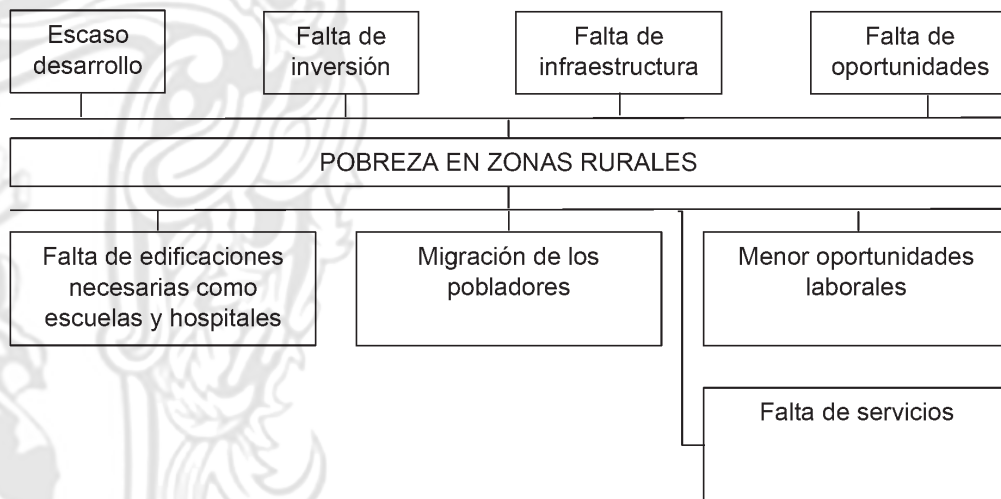 Escaso
desarrollo
Falta de
inversión
Falta de
infraestructura
Falta de
oportunidades
POBREZA EN ZONAS RURALES
Falta de edificaciones
necesarias como
escuelas y hospitales
Migración de los
pobladores
Menor oportunidades
laborales
Falta de servicios